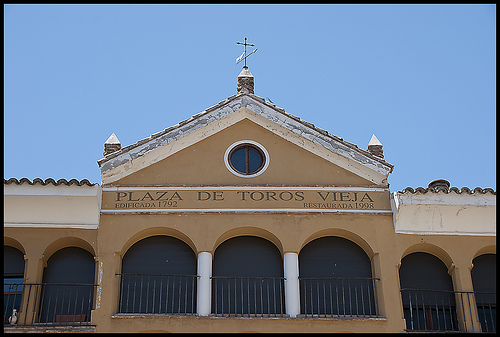 PLAZA DE TOROS VIEJA
EDIFICADA 1792 RESTAURADA 1998